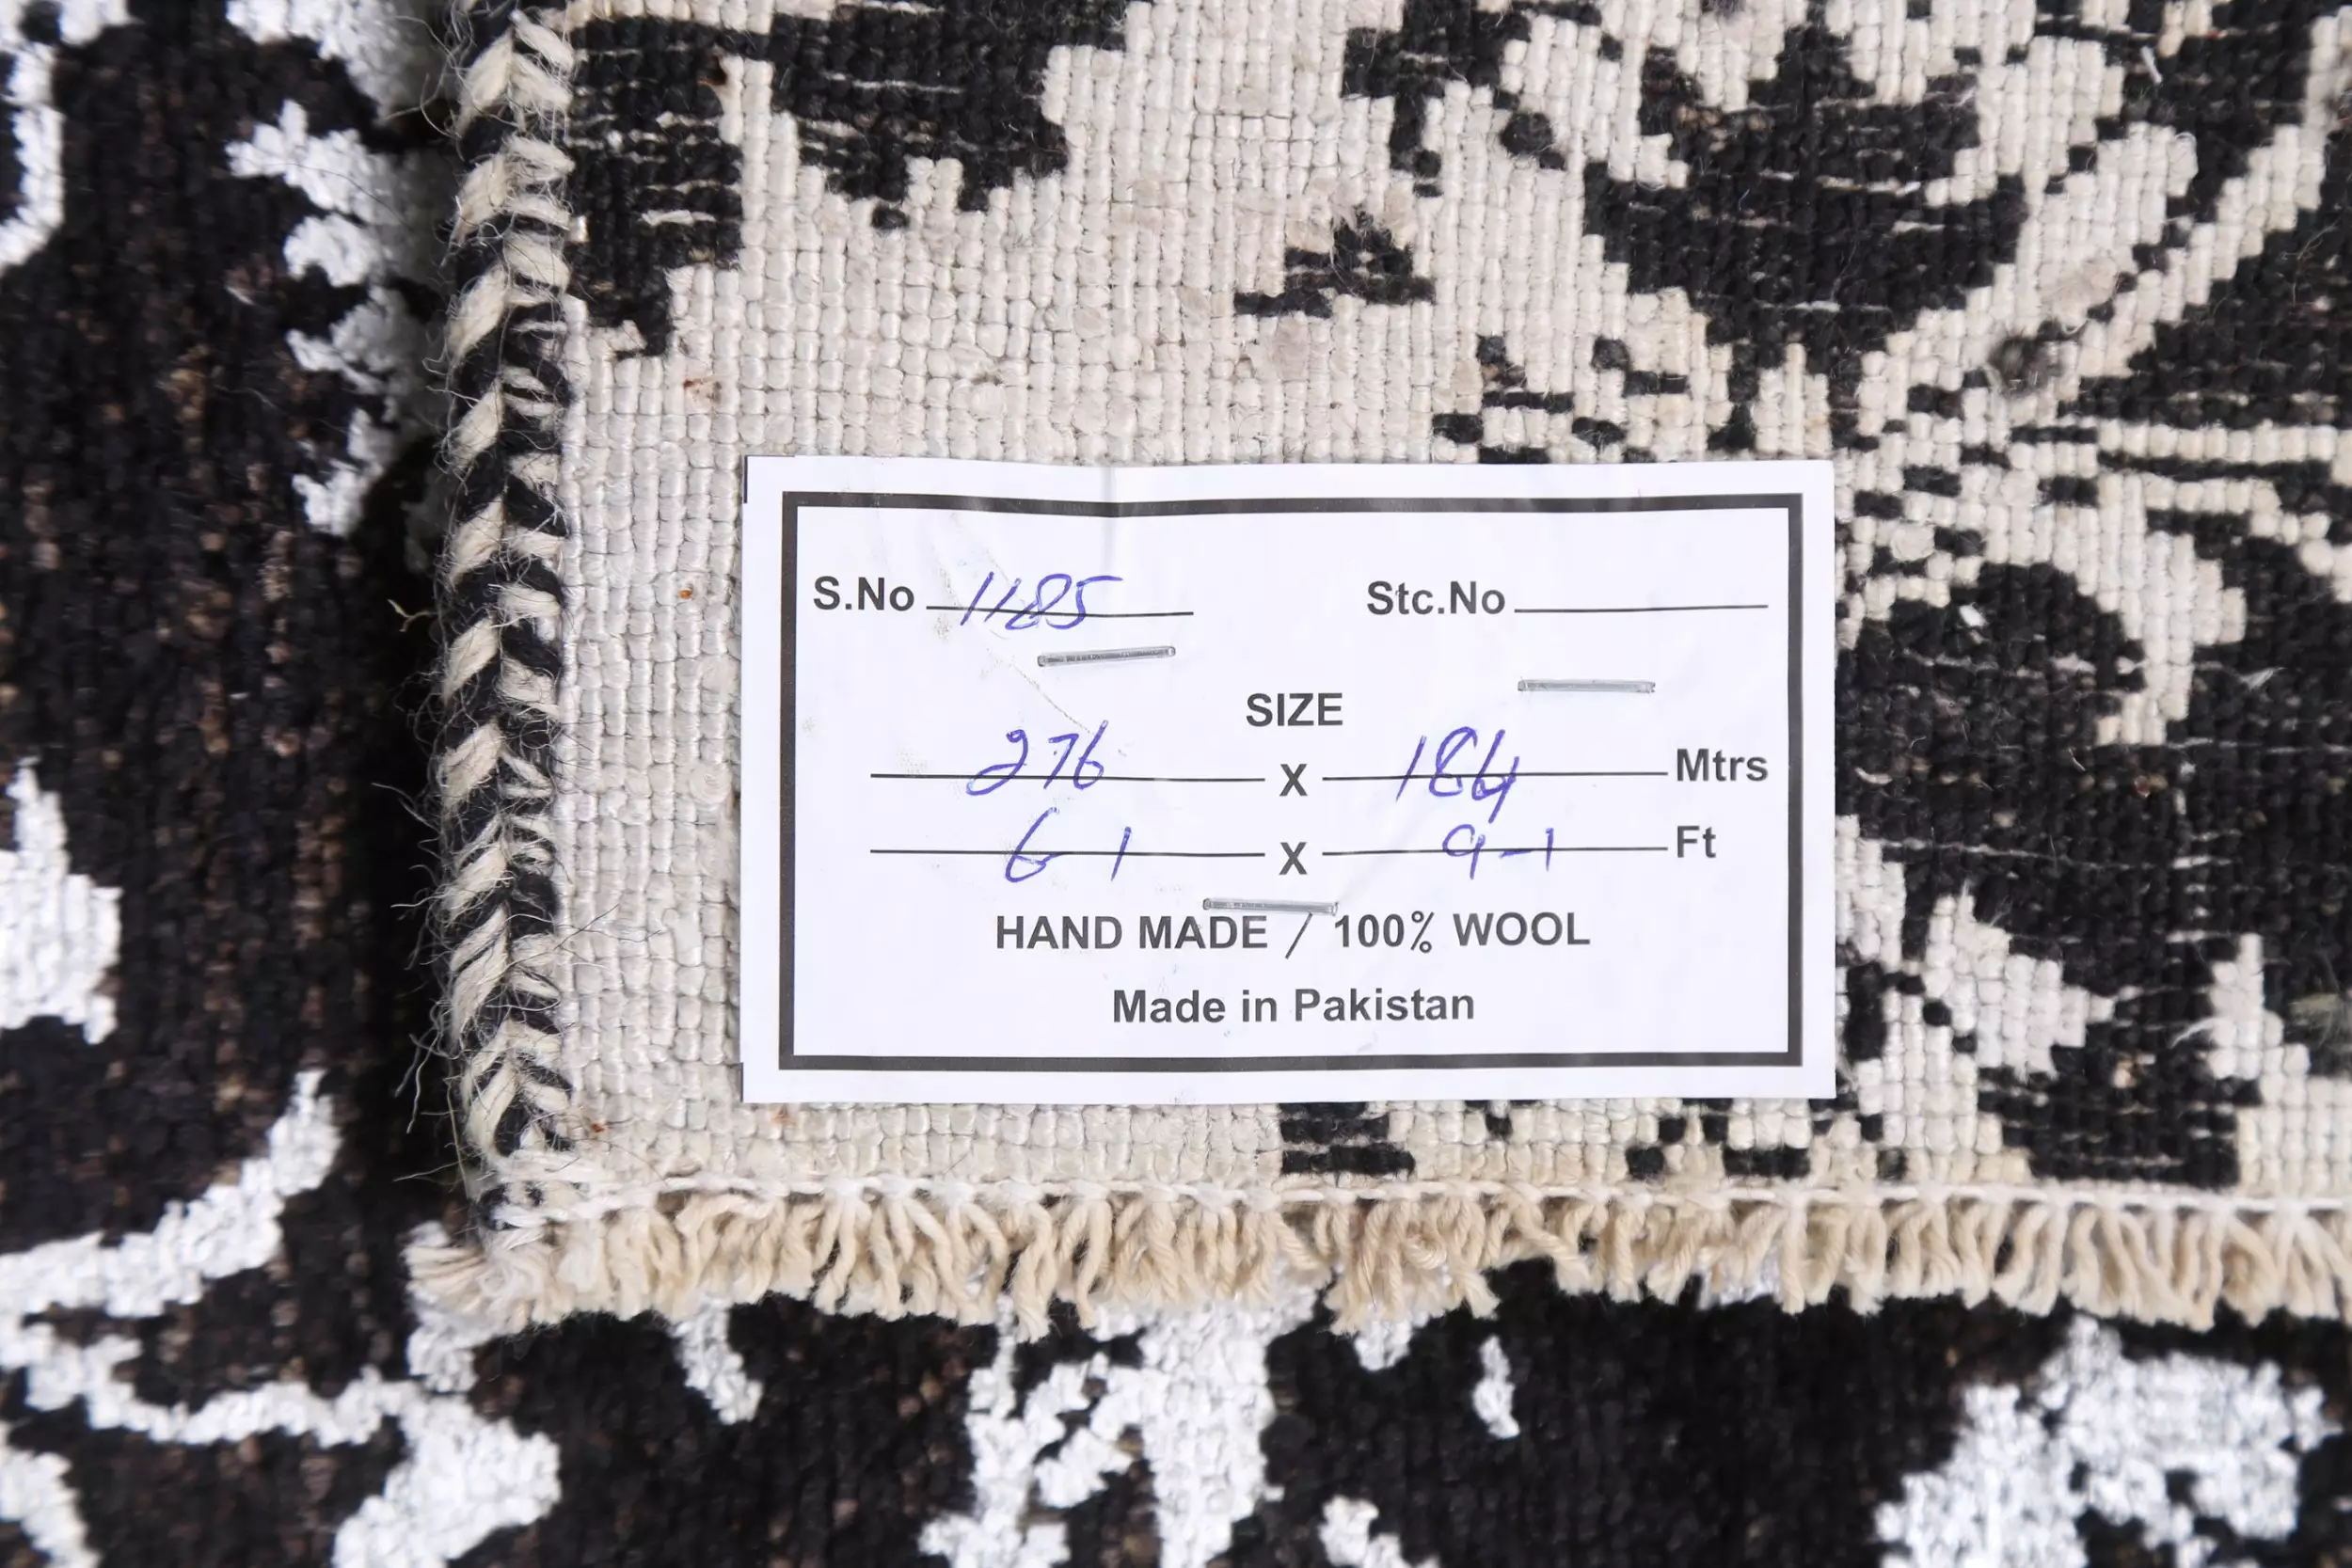 S.No 1185 Stc.No
SIZE
276 X 184 Mtrs
6-1 X 9-1 Ft
HAND MADE / 100% WOOL
Made in Pakistan